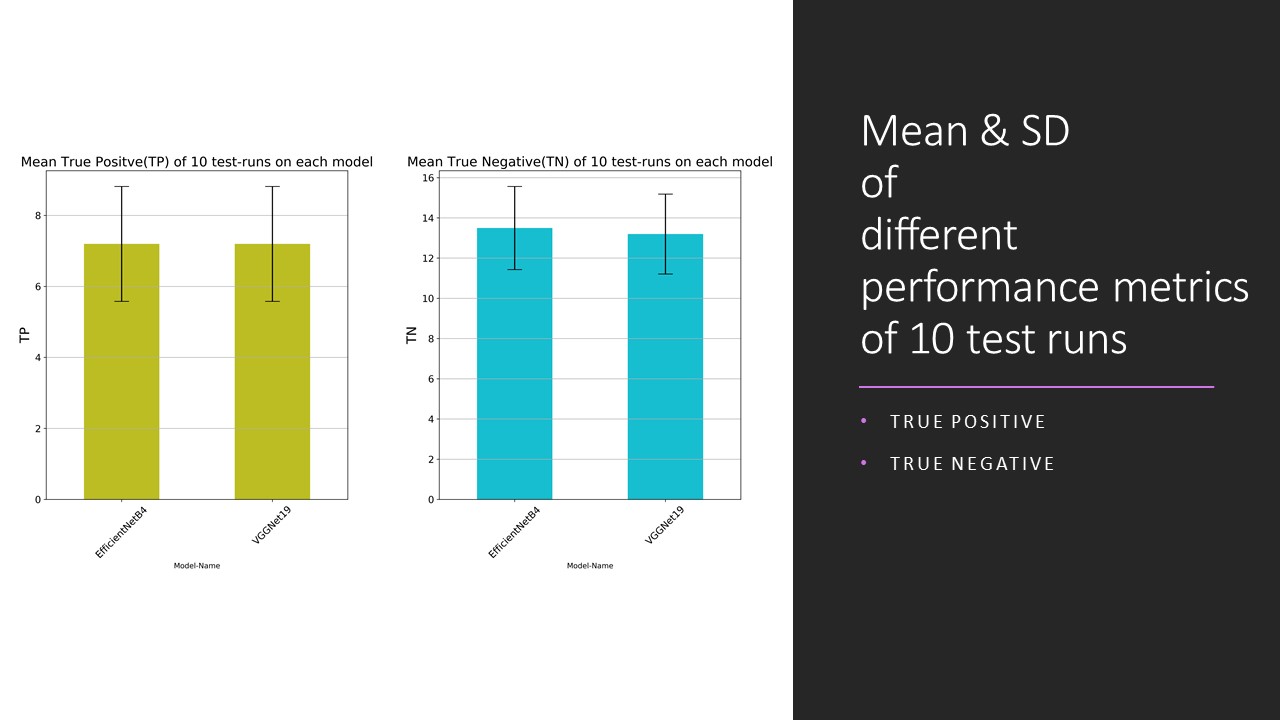 Mean True Positve(TP) of 10 test-runs on each model
8
6
4
2
0
TP
EfficientNetB4
VGGNet19
Model-Name
Mean True Negative(TN) of 10 test-runs on each model
16
14
12
10
8
6
4
2
0
TN
EfficientNetB4
VGGNet19
Model-Name
Mean & SD
of
different
performance metrics
of 10 test runs
• TRUE POSITIVE
• TRUE NEGATIVE